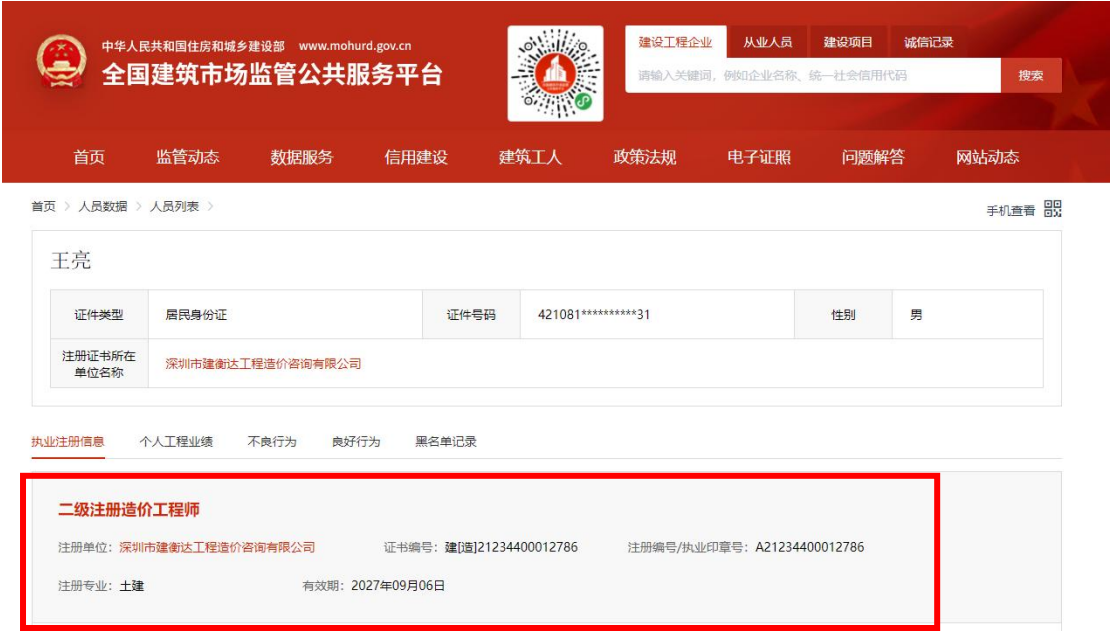 中华人民共和国住房和城乡建设部 www.mohurd.gov.cn
全国建筑市场监管公共服务平台
建设工程企业 从业人员 建设项目 诚信记录
请输入关键词，例如企业名称、统一社会信用代码 搜索
首页 监管动态 数据服务 信用建设 建筑工人 政策法规 电子证照 问题解答 网站动态
首页 > 人员数据 > 人员列表 >
手机查看
王亮
证件类型 居民身份证 证件号码 421081**********31 性别 男
注册证书所在
单位名称
深圳市建衡达工程造价咨询有限公司
执业注册信息 个人工程业绩 不良行为 良好行为 黑名单记录
二级注册造价工程师
注册单位：深圳市建衡达工程造价咨询有限公司 证书编号：建[造]21234400012786 注册编号/执业印章号：A21234400012786
注册专业：土建 有效期：2027年09月06日